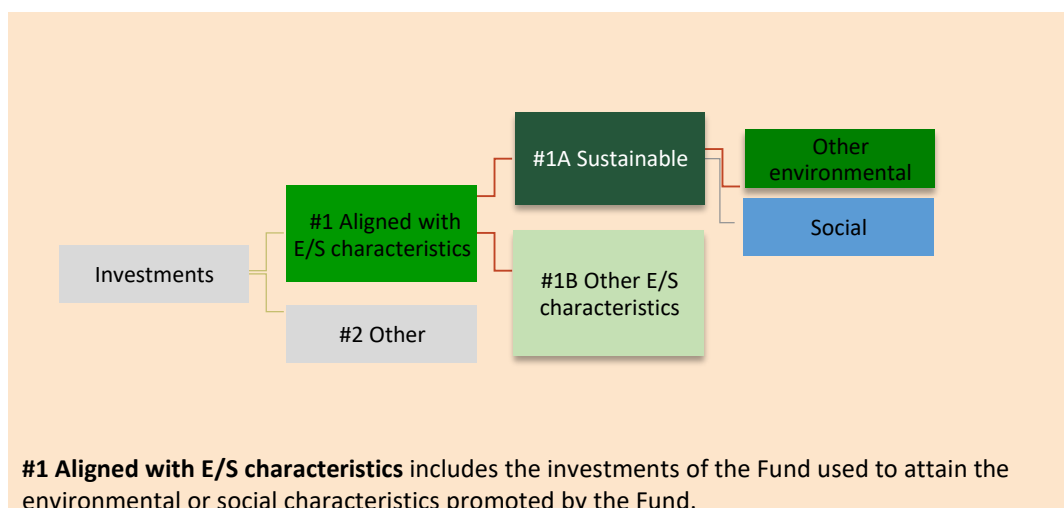 #1A Sustainable
Other
environmental
#1 Aligned with
E/S characteristics
Social
Investments
#1B Other E/S
characteristics
#2 Other
#1 Aligned with E/S characteristics includes the investments of the Fund used to attain the
environmental or social characteristics promoted by the Fund.